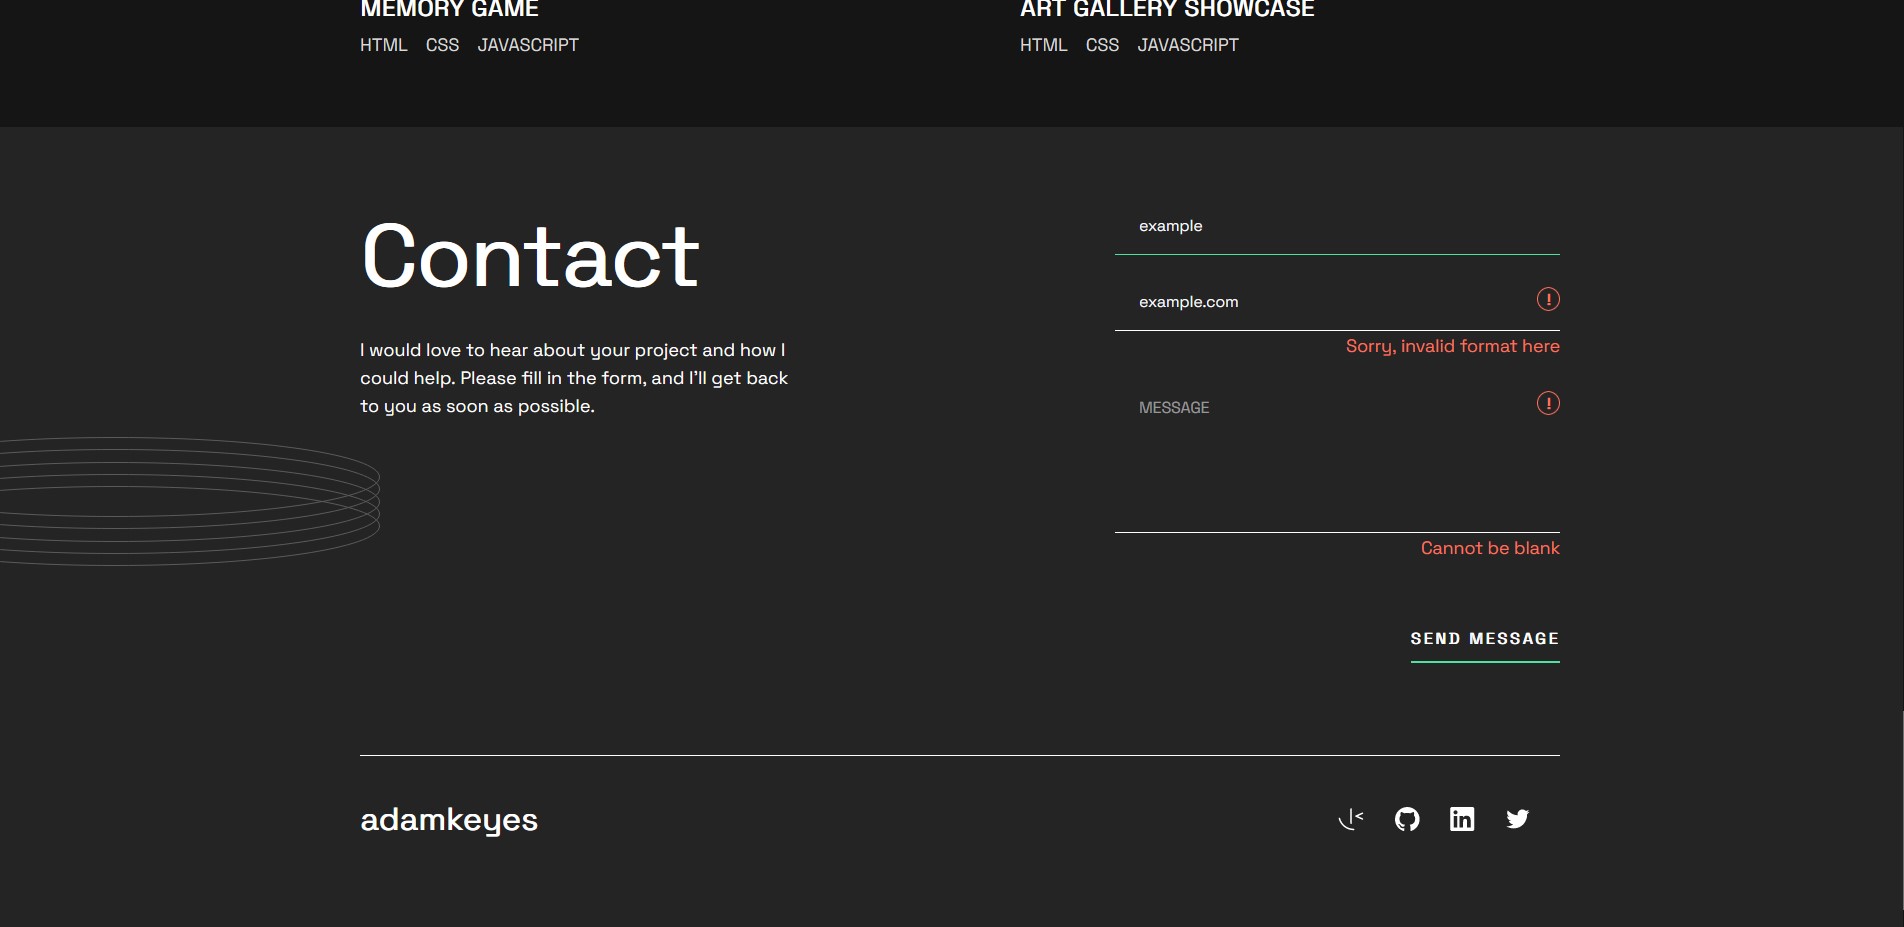 MEMORY GAME
HTML CSS JAVASCRIPT
ART GALLERY SHOWCASE
HTML CSS JAVASCRIPT
Contact
I would love to hear about your project and how I
could help. Please fill in the form, and I'll get back
to you as soon as possible.
example
example.com
Sorry, invalid format here
MESSAGE
Cannot be blank
SEND MESSAGE
adamkeyes